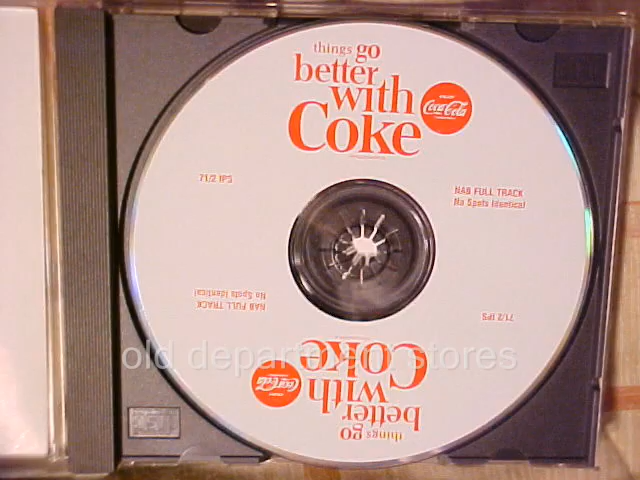 things go
better
with
Coke
Coca-Cola
7 1/2 IPS
NAB FULL TRACK
No Spots Identical
NAB FULL TRACK
No Spots Identical
7 1/2 IPS
old department stores
things go
better
with
Coke
Coca-Cola